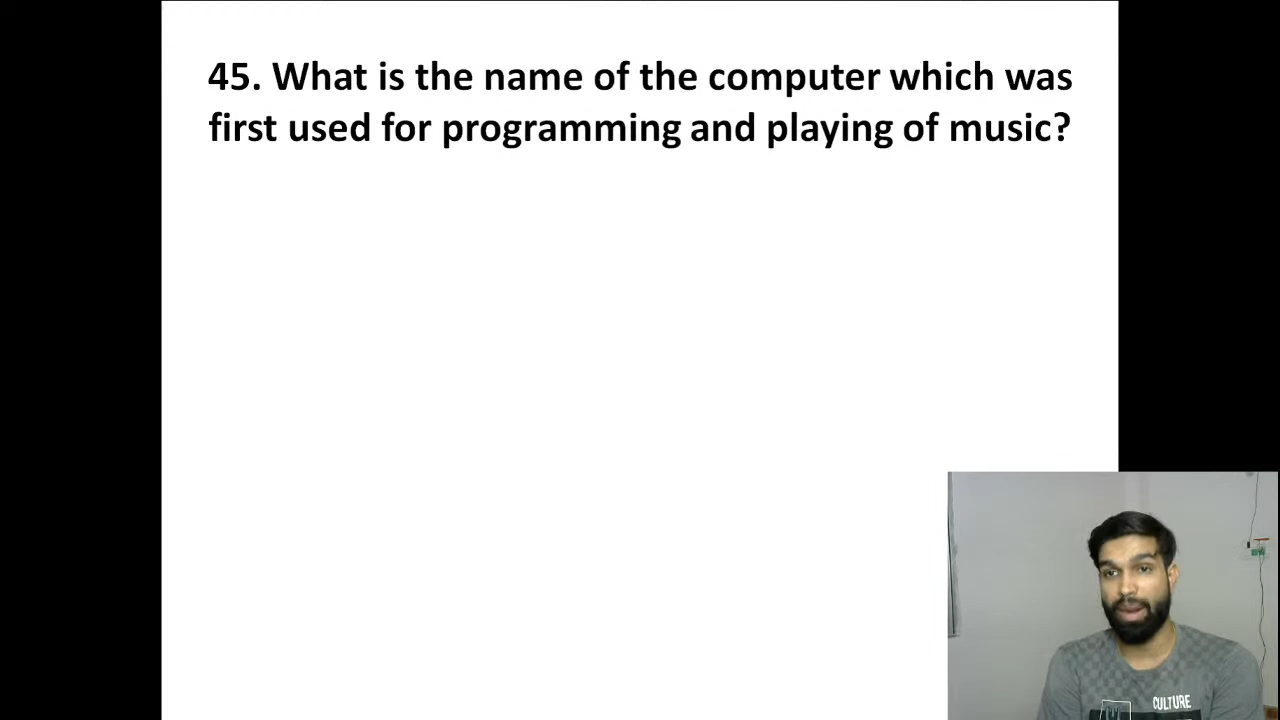 45. What is the name of the computer which was
first used for programming and playing of music?
CULTURE